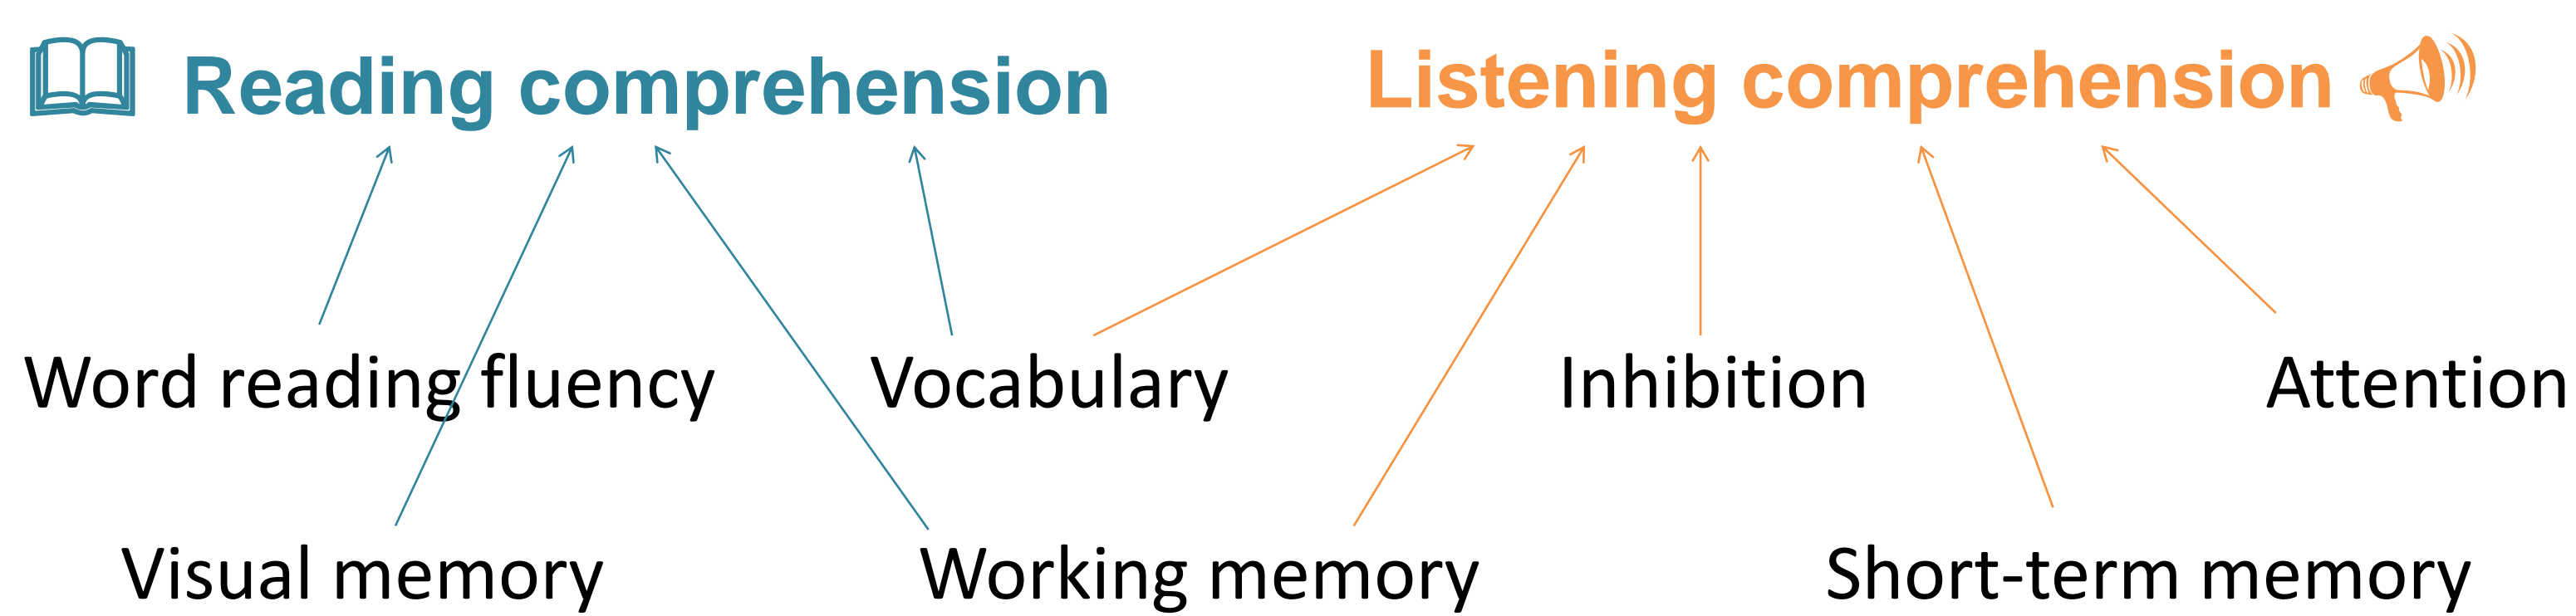 Reading comprehension
Listening comprehension
Word reading fluency
Vocabulary
Inhibition
Attention
Visual memory
Working memory
Short-term memory